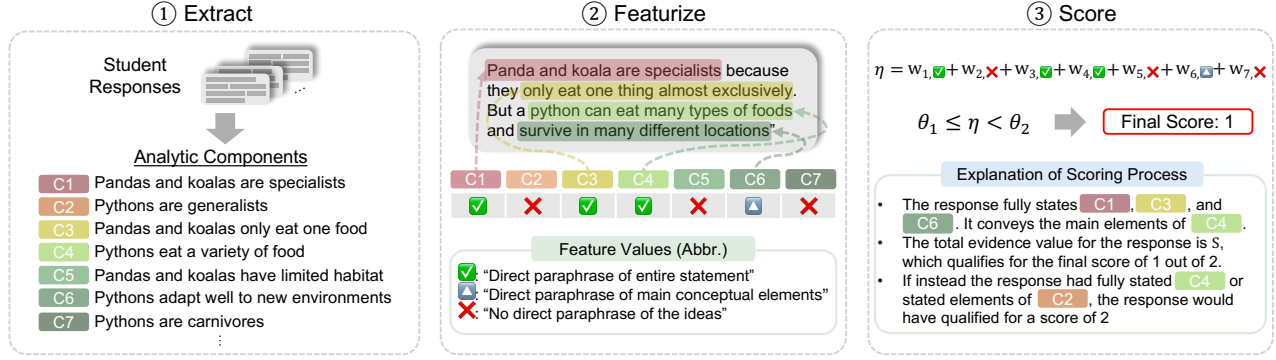 ① Extract
Student
Responses
...
Analytic Components
C1 Pandas and koalas are specialists
C2 Pythons are generalists
C3 Pandas and koalas only eat one food
C4 Pythons eat a variety of food
C5 Pandas and koalas have limited habitat
C6 Pythons adapt well to new environments
C7 Pythons are carnivores
⋮
② Featurize
Panda and koala are specialists because
they only eat one thing almost exclusively.
But a python can eat many types of foods
and survive in many different locations”
C1 C2 C3 C4 C5 C6 C7
✅ ❌ ✅ ✅ ❌ 🔼 ❌
Feature Values (Abbr.)
✅: “Direct paraphrase of entire statement”
🔼: “Direct paraphrase of main conceptual elements”
❌: “No direct paraphrase of the ideas”
③ Score
η = w1,✅+ w2,❌+ w3,✅+ w4,✅+ w5,❌+ w6,🔼+ w7,❌
θ1 ≤ η < θ2
Final Score: 1
Explanation of Scoring Process
• The response fully states C1, C3, and
C6. It conveys the main elements of C4.
• The total evidence value for the response is S,
which qualifies for the final score of 1 out of 2.
• If instead the response had fully stated C4 or
stated elements of C2, the response would
have qualified for a score of 2